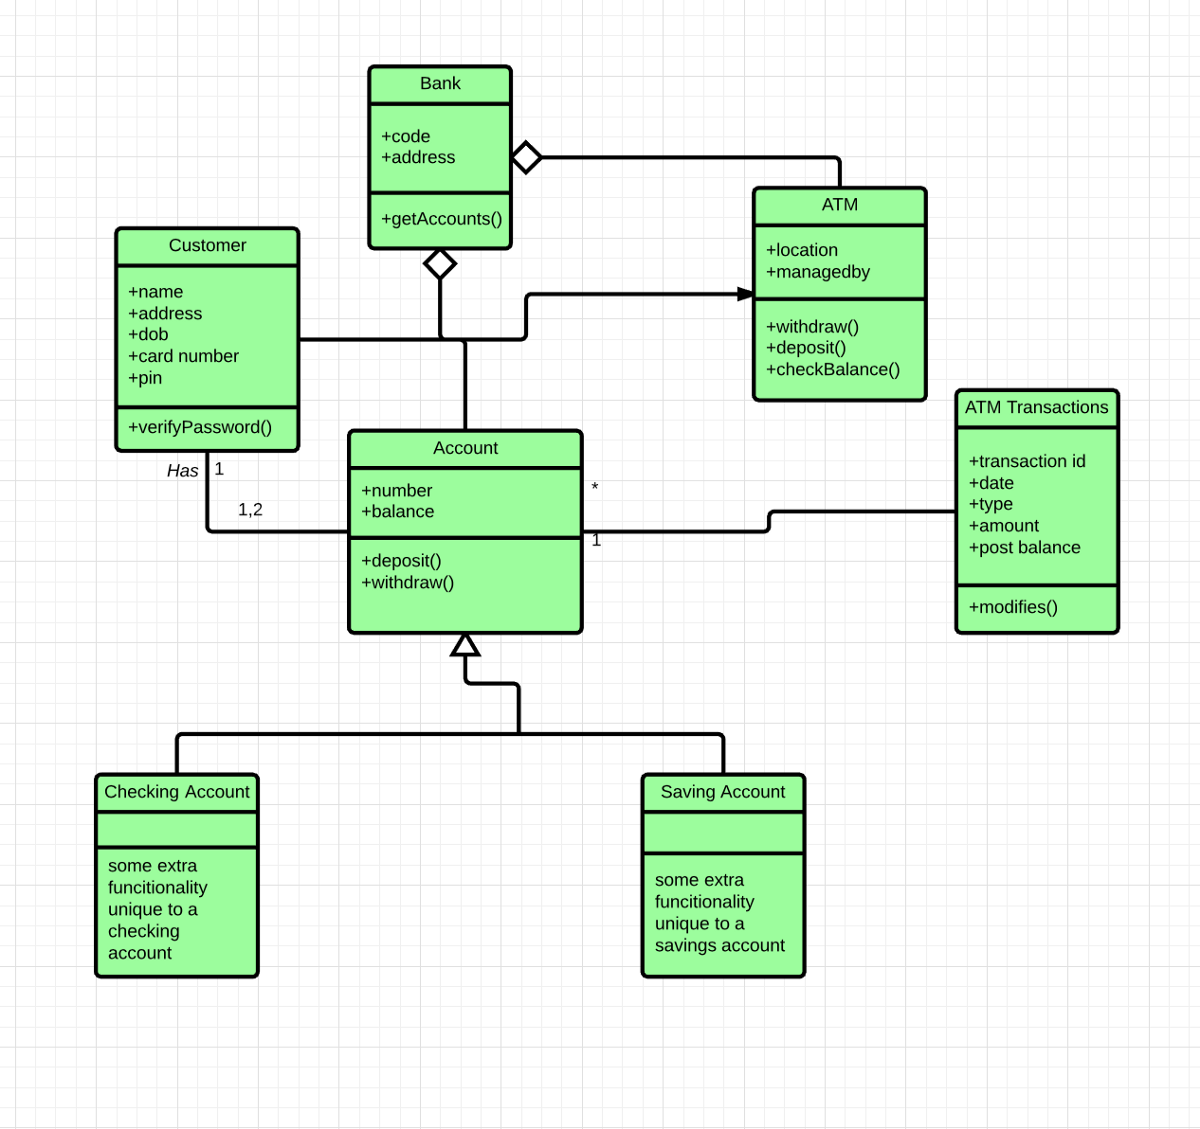 Bank
+code
+address
+getAccounts()
ATM
+location
+managedby
+withdraw()
+deposit()
+checkBalance()
Customer
+name
+address
+dob
+card number
+pin
+verifyPassword()
Has
1
1,2
Account
+number
+balance
+deposit()
+withdraw()
*
1
ATM Transactions
+transaction id
+date
+type
+amount
+post balance
+modifies()
Checking Account
some extra
funcitionality
unique to a
checking
account
Saving Account
some extra
funcitionality
unique to a
savings account